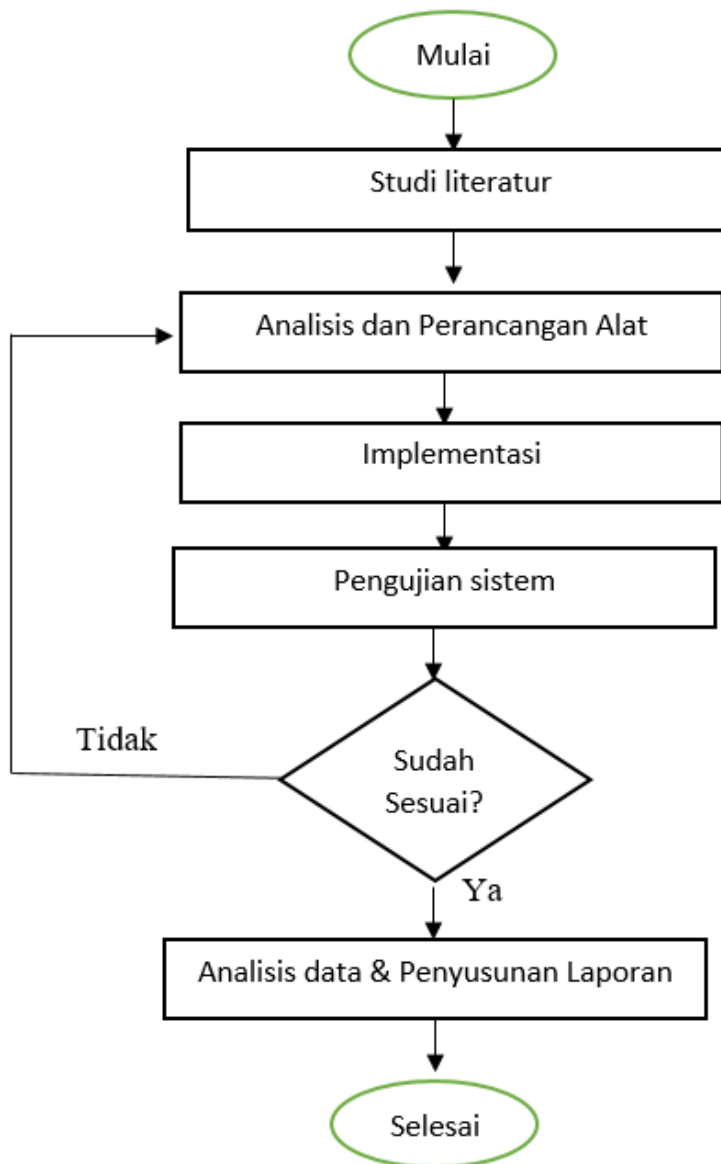 Mulai
Studi literatur
Analisis dan Perancangan Alat
Implementasi
Pengujian sistem
Tidak
Sudah
Sesuai?
Ya
Analisis data & Penyusunan Laporan
Selesai